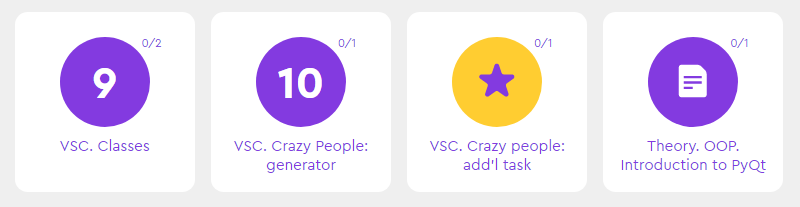 0/2
9
VSC. Classes
0/1
10
VSC. Crazy People:
generator
0/1
VSC. Crazy people:
add'l task
0/1
Theory. OOP.
Introduction to PyQt